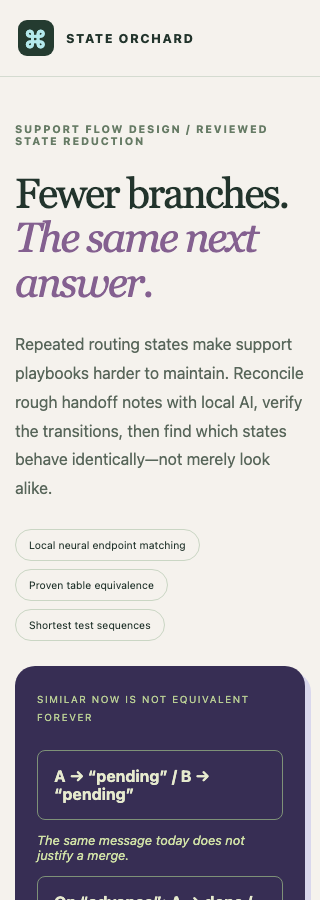 STATE ORCHARD
SUPPORT FLOW DESIGN / REVIEWED
STATE REDUCTION
Fewer branches.
The same next
answer.
Repeated routing states make support
playbooks harder to maintain. Reconcile
rough handoff notes with local AI, verify
the transitions, then find which states
behave identically—not merely look
alike.
Local neural endpoint matching
Proven table equivalence
Shortest test sequences
SIMILAR NOW IS NOT EQUIVALENT
FOREVER
A → “pending” / B →
“pending”
The same message today does not
justify a merge.
On “advance”: A → done /